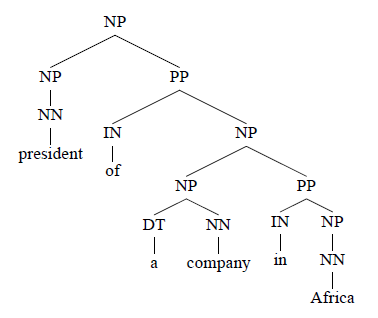 NP
NP PP
NN
IN NP
president
of
NP PP
DT NN IN NP
a company in NN
Africa